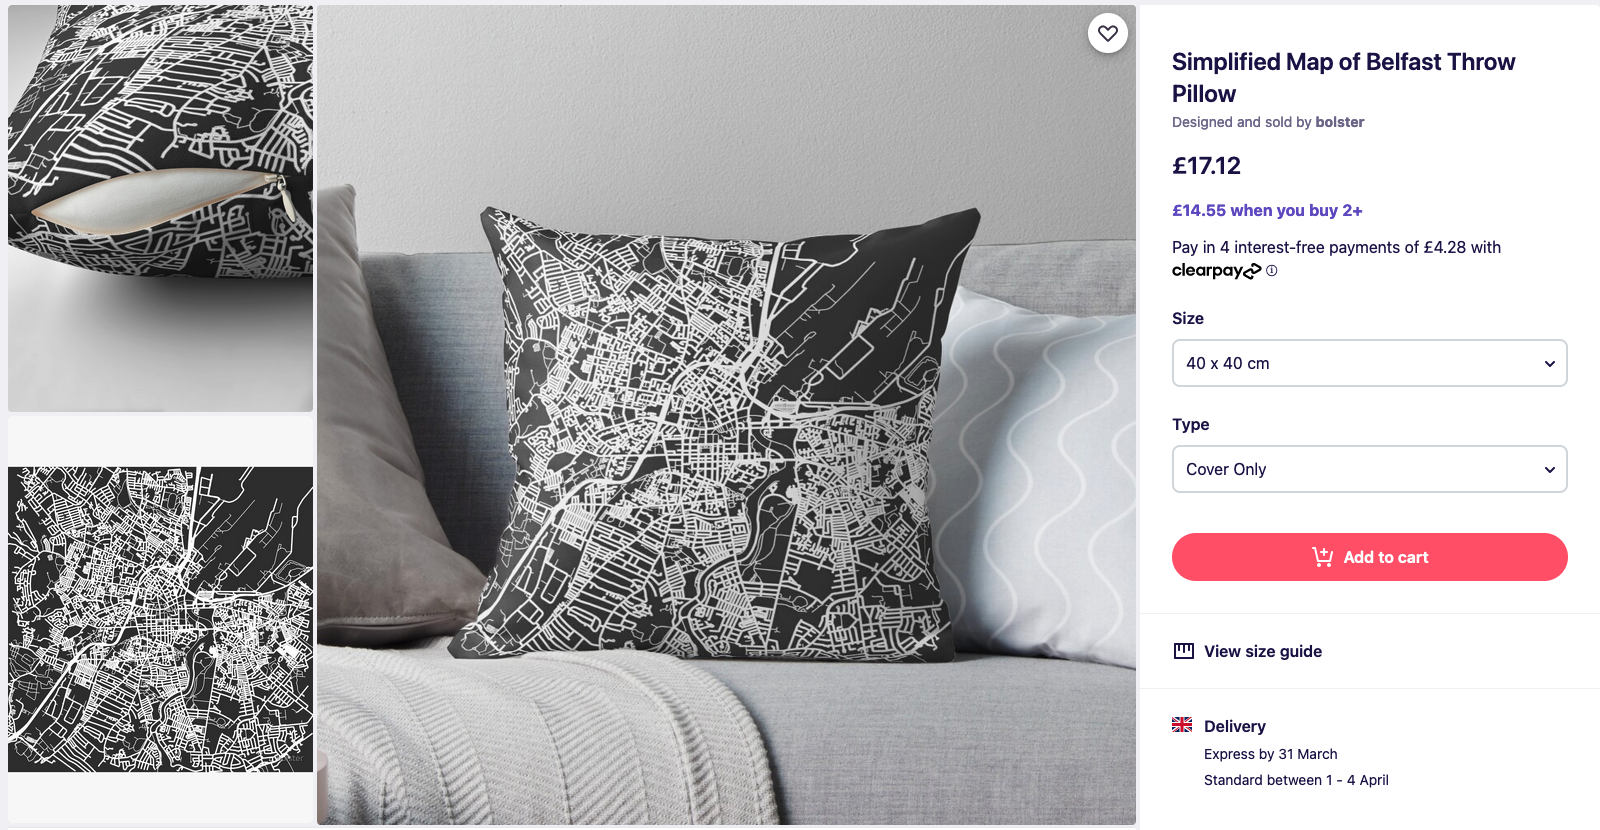 Simplified Map of Belfast Throw
Pillow
Designed and sold by bolster
£17.12
£14.55 when you buy 2+
Pay in 4 interest-free payments of £4.28 with
clearpay
Size
40 x 40 cm
Type
Cover Only
Add to cart
View size guide
Delivery
Express by 31 March
Standard between 1 - 4 April